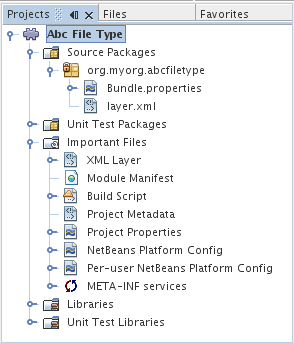 Projects Files Favorites
Abc File Type
Source Packages
org.myorg.abcfiletype
Bundle.properties
layer.xml
Unit Test Packages
Important Files
XML Layer
Module Manifest
Build Script
Project Metadata
Project Properties
NetBeans Platform Config
Per-user NetBeans Platform Config
META-INF services
Libraries
Unit Test Libraries